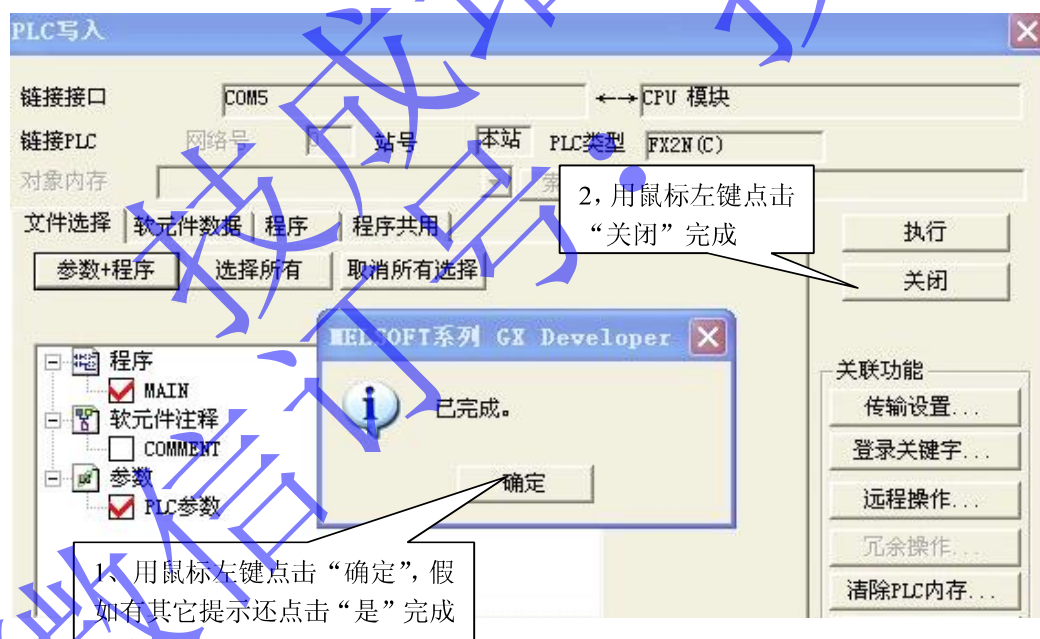 PLC写入
链接接口 COM5 ←→ CPU 模块
链接PLC 网络号 0 站号 本站 PLC类型 FX2N(C)
对象内存
2，用鼠标左键点击
“关闭”完成
文件选择 软元件数据 程序 程序共用
执行
参数+程序 选择所有 取消所有选择
关闭
MELSOFT系列 GX Developer
已完成。
确定
程序
MAIN
软元件注释
COMMENT
参数
PLC参数
关联功能
传输设置...
登录关键字...
远程操作...
冗余操作...
清除PLC内存...
1、用鼠标左键点击“确定”，假
如有其它提示还点击“是”完成